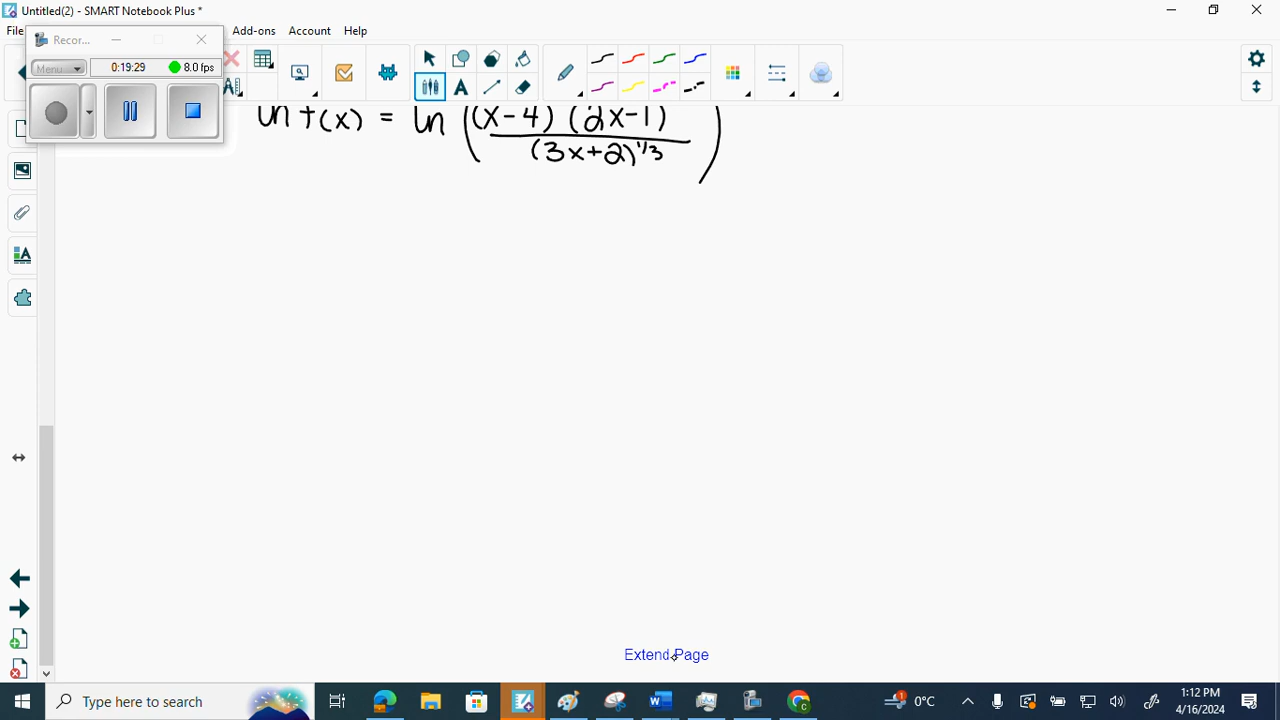 Untitled(2) - SMART Notebook Plus *
File
Add-ons Account Help
Recor...
Menu 0:19:29 8.0 fps
ln f(x) = ln ((x-4) (2x-1)
(3x+2)^1/3 )
Extend Page
Type here to search
1
0°C
1:12 PM
4/16/2024